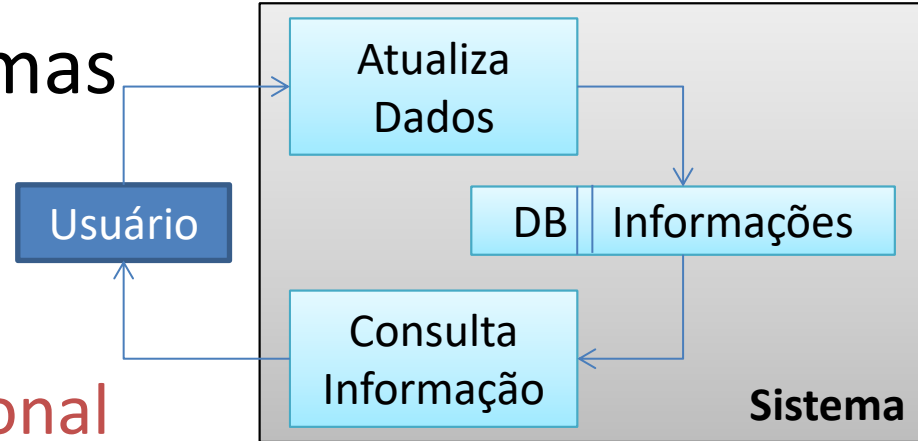 mas
Atualiza
Dados
Usuário
DB Informações
Consulta
Informação
onal
Sistema